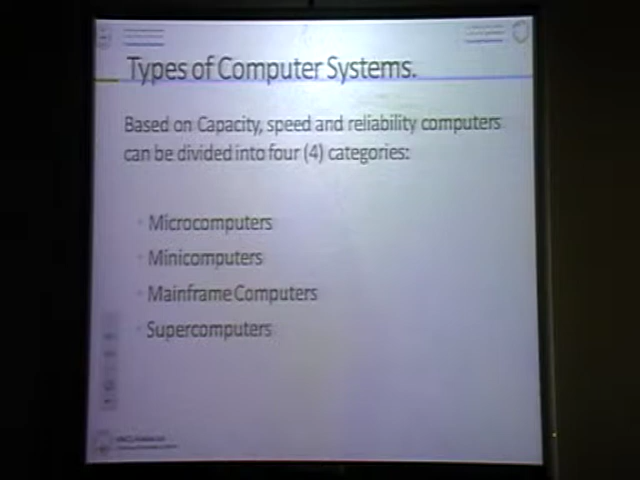 Types of Computer Systems.
Based on Capacity, speed and reliability computers
can be divided into four (4) categories:
Microcomputers
Minicomputers
Mainframe Computers
Supercomputers